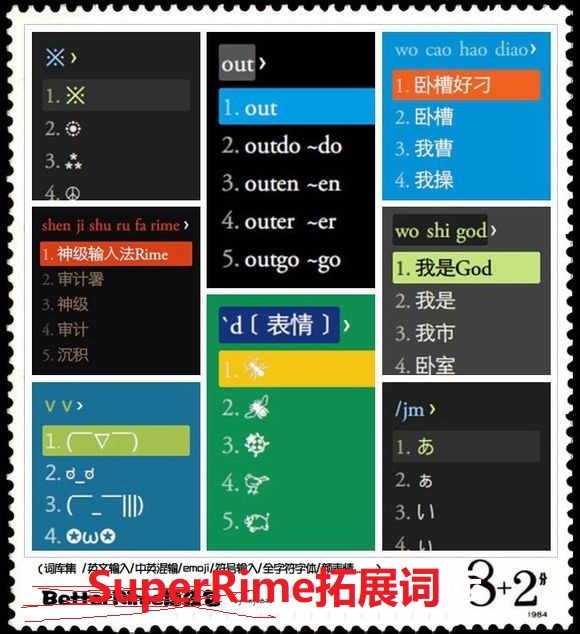 ※ ›
1. ※
2.
3. ⁂
4. ☮
out ›
1. out
2. outdo ~do
3. outen ~en
4. outer ~er
5. outgo ~go
wo cao hao diao ›
1. 卧槽好刁
2. 卧槽
3. 我曹
4. 我操
shen ji shu ru fa rime ›
1. 神级输入法Rime
2. 审计署
3. 神级
4. 审计
5. 沉积
`d〔表情〕›
1.
2.
3.
4.
5.
wo shi god ›
1. 我是God
2. 我是
3. 我市
4. 卧室
v v ›
1. (￣▽￣)
2. ಠ_ಠ
3. (￣_￣|||)
4. ✪ω✪
/jm ›
1. あ
2. ぁ
3. い
4. ぃ
(词库集 /英文输入/中英混输/emoji/符号输入/全字符字体/颜表情... )
SuperRime拓展词
3+2分
1984